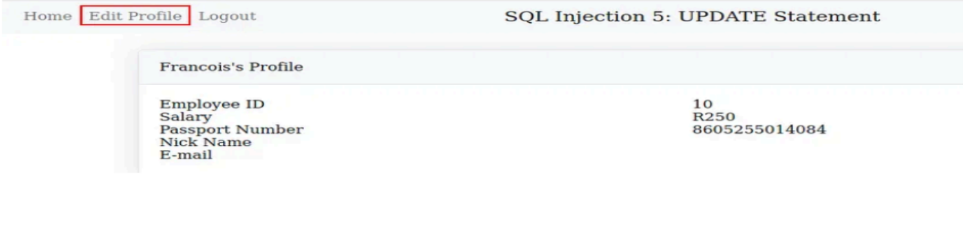 Home Edit Profile Logout SQL Injection 5: UPDATE Statement
Francois's Profile
Employee ID 10
Salary R250
Passport Number 8605255014084
Nick Name
E-mail